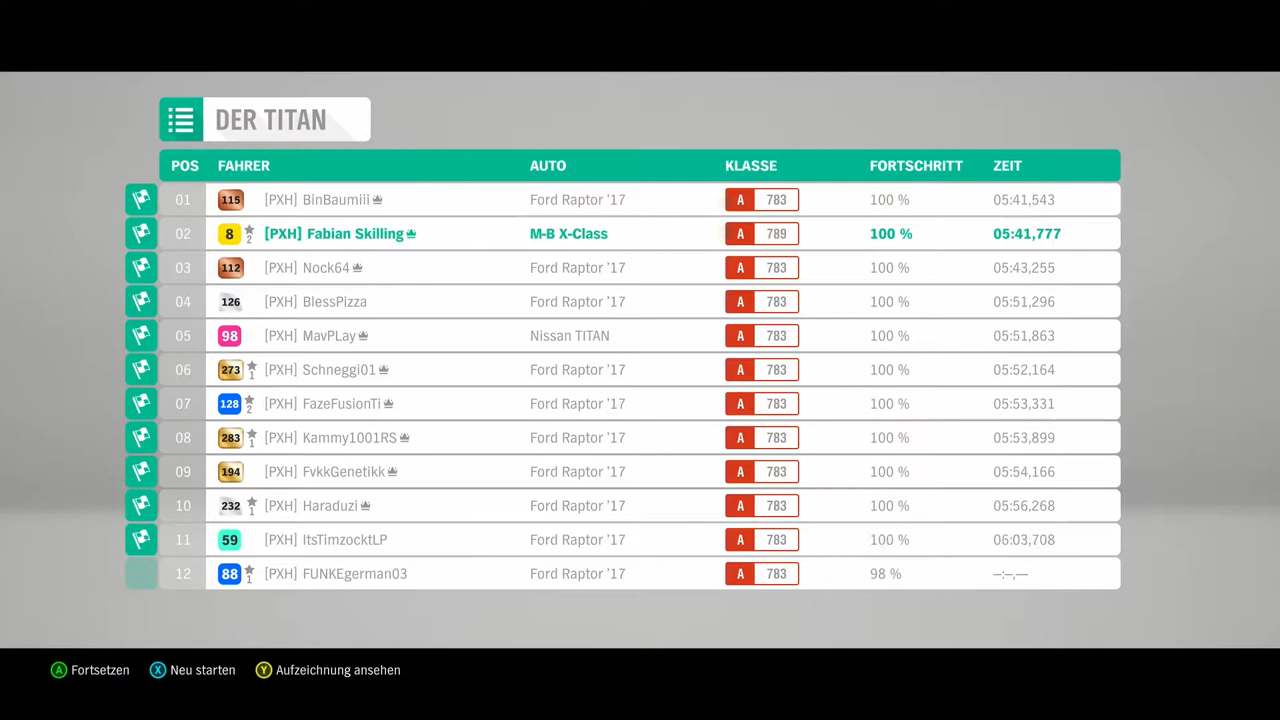 DER TITAN
POS FAHRER AUTO KLASSE FORTSCHRITT ZEIT
01 115 [PXH] BinBaumiii Ford Raptor '17 A 783 100 % 05:41,543
02 8 2 [PXH] Fabian Skilling M-B X-Class A 789 100 % 05:41,777
03 112 [PXH] Nock64 Ford Raptor '17 A 783 100 % 05:43,255
04 126 [PXH] BlessPizza Ford Raptor '17 A 783 100 % 05:51,296
05 98 [PXH] MavPLay Nissan TITAN A 783 100 % 05:51,863
06 273 1 [PXH] Schneggi01 Ford Raptor '17 A 783 100 % 05:52,164
07 128 2 [PXH] FazeFusionTi Ford Raptor '17 A 783 100 % 05:53,331
08 283 1 [PXH] Kammy1001RS Ford Raptor '17 A 783 100 % 05:53,899
09 194 [PXH] FvkkGenetikk Ford Raptor '17 A 783 100 % 05:54,166
10 232 1 [PXH] Haraduzi Ford Raptor '17 A 783 100 % 05:56,268
11 59 [PXH] ItsTimzocktLP Ford Raptor '17 A 783 100 % 06:03,708
12 88 1 [PXH] FUNKEgerman03 Ford Raptor '17 A 783 98 % –:–,–
A Fortsetzen X Neu starten Y Aufzeichnung ansehen